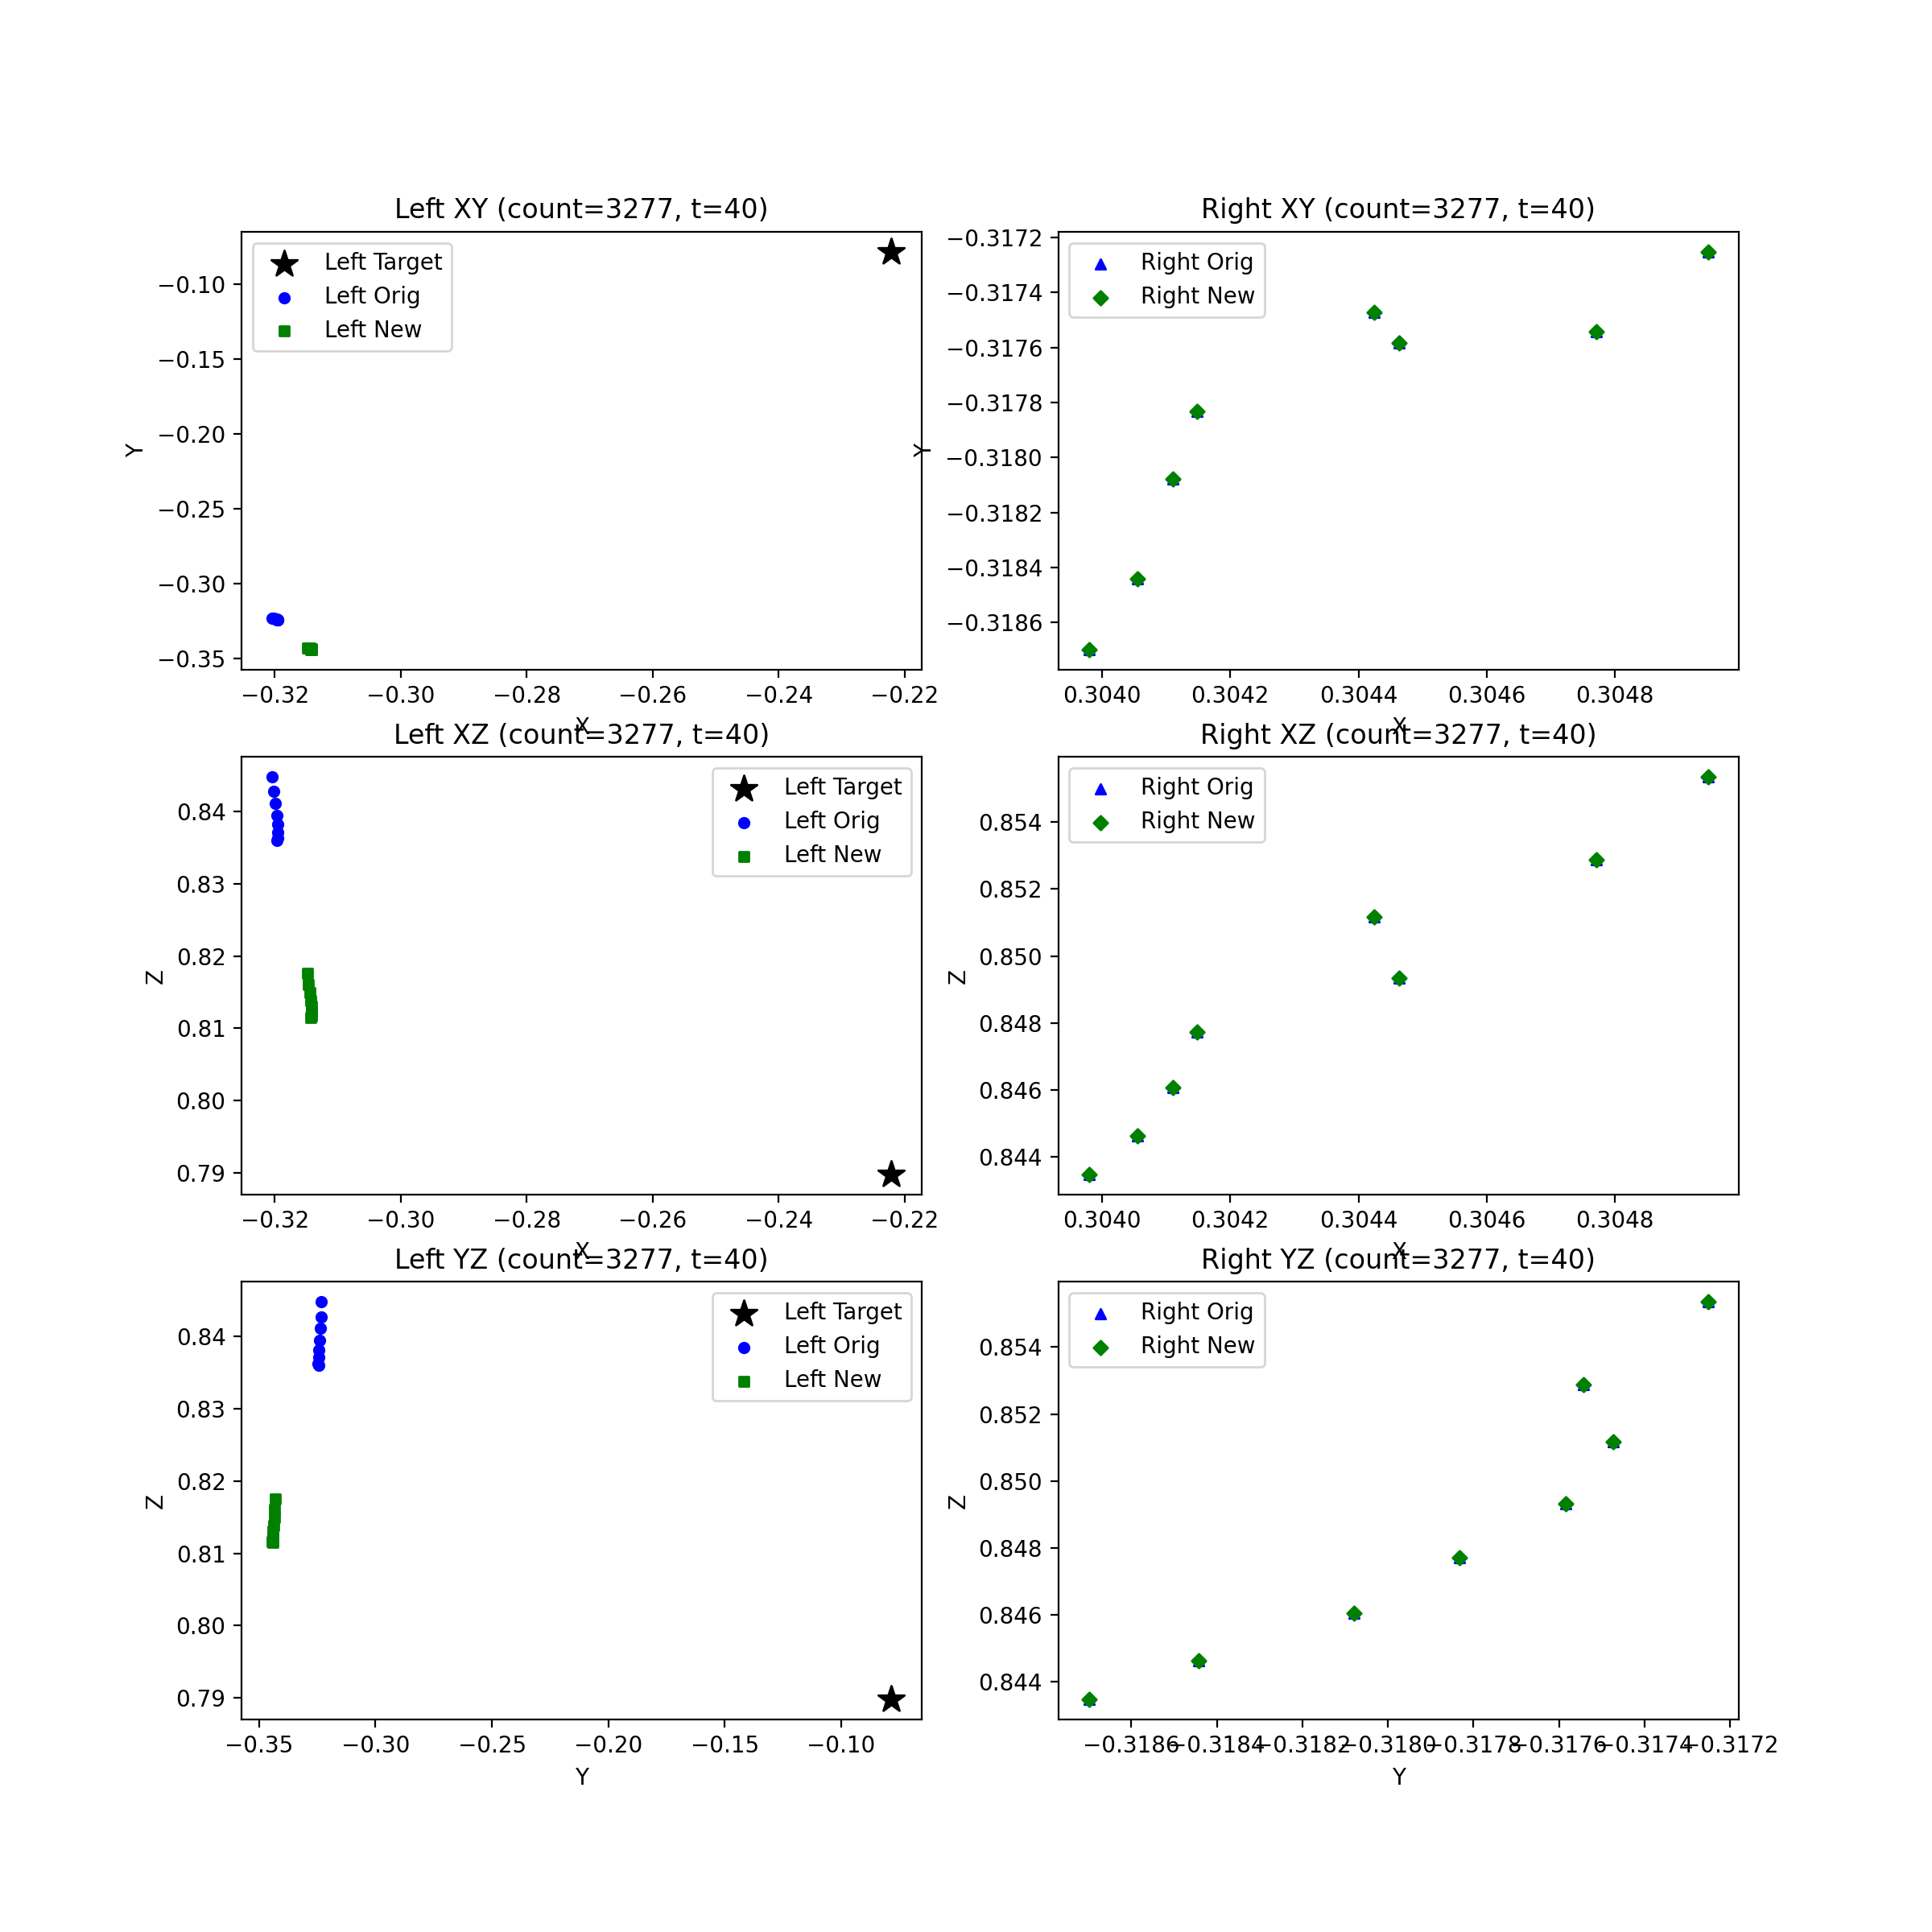 Left XY (count=3277, t=40)
Left Target
Left Orig
Left New
−0.10
−0.15
−0.20
−0.25
−0.30
−0.35
Y
−0.32 −0.30 −0.28 −0.26 −0.24 −0.22
X
Right XY (count=3277, t=40)
Right Orig
Right New
−0.3172
−0.3174
−0.3176
−0.3178
−0.3180
−0.3182
−0.3184
−0.3186
Y
0.3040 0.3042 0.3044 0.3046 0.3048
X
Left XZ (count=3277, t=40)
Left Target
Left Orig
Left New
0.84
0.83
0.82
0.81
0.80
0.79
Z
−0.32 −0.30 −0.28 −0.26 −0.24 −0.22
X
Right XZ (count=3277, t=40)
Right Orig
Right New
0.854
0.852
0.850
0.848
0.846
0.844
Z
0.3040 0.3042 0.3044 0.3046 0.3048
X
Left YZ (count=3277, t=40)
Left Target
Left Orig
Left New
0.84
0.83
0.82
0.81
0.80
0.79
Z
−0.35 −0.30 −0.25 −0.20 −0.15 −0.10
Y
Right YZ (count=3277, t=40)
Right Orig
Right New
0.854
0.852
0.850
0.848
0.846
0.844
Z
−0.3186 −0.3184 −0.3182 −0.3180 −0.3178 −0.3176 −0.3174 −0.3172
Y